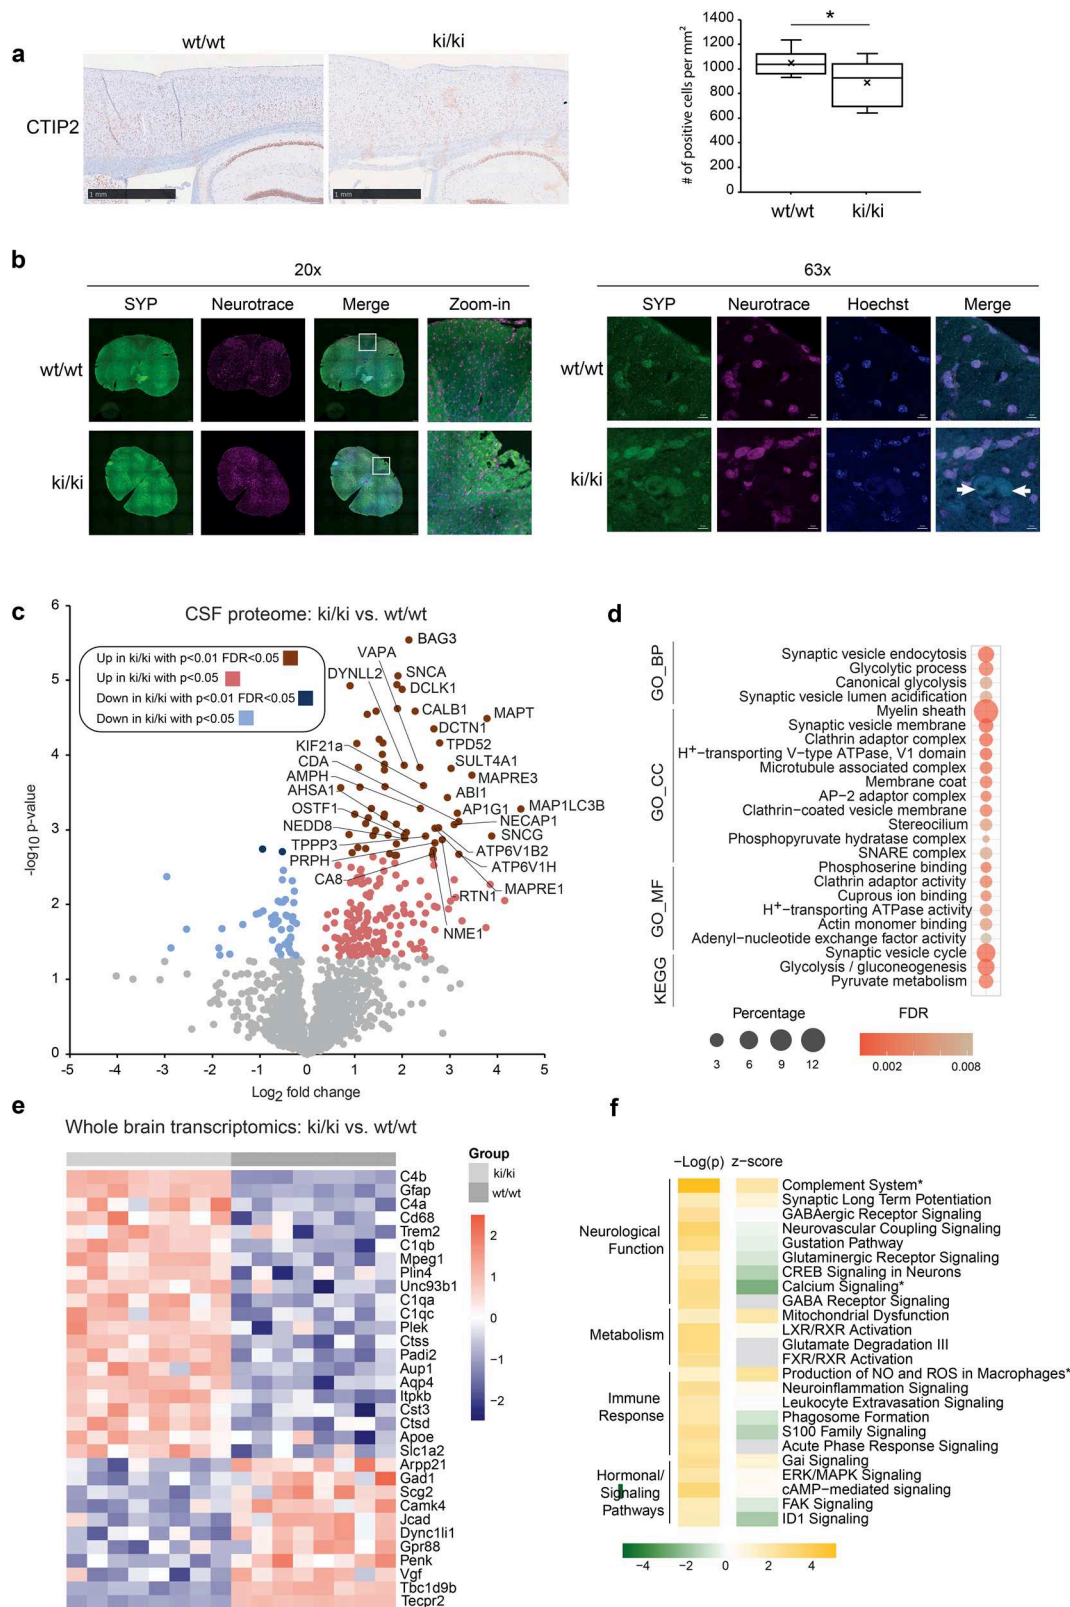 a
wt/wt
ki/ki
CTIP2
1 mm
1 mm
*
# of positive cells per mm²
1400
1200
1000
800
600
400
200
0
wt/wt
ki/ki
b
20x
63x
SYP
Neurotrace
Merge
Zoom-in
SYP
Neurotrace
Hoechst
Merge
wt/wt
wt/wt
ki/ki
ki/ki
c
CSF proteome: ki/ki vs. wt/wt
Up in ki/ki with p<0.01 FDR<0.05
Up in ki/ki with p<0.05
Down in ki/ki with p<0.01 FDR<0.05
Down in ki/ki with p<0.05
-log10 p-value
6
5
4
3
2
1
0
-5
-4
-3
-2
-1
0
1
2
3
4
5
Log2 fold change
BAG3
VAPA
SNCA
DYNLL2
DCLK1
CALB1
MAPT
DCTN1
KIF21a
TPD52
CDA
SULT4A1
AMPH
MAPRE3
AHSA1
ABI1
OSTF1
AP1G1
MAP1LC3B
NEDD8
NECAP1
SNCG
TPPP3
ATP6V1B2
PRPH
ATP6V1H
CA8
MAPRE1
RTN1
NME1
d
GO_BP
Synaptic vesicle endocytosis
Glycolytic process
Canonical glycolysis
Synaptic vesicle lumen acidification
GO_CC
Myelin sheath
Synaptic vesicle membrane
Clathrin adaptor complex
H+−transporting V−type ATPase, V1 domain
Microtubule associated complex
Membrane coat
AP−2 adaptor complex
Clathrin−coated vesicle membrane
Stereocilium
Phosphopyruvate hydratase complex
SNARE complex
GO_MF
Phosphoserine binding
Clathrin adaptor activity
Cuprous ion binding
H+−transporting ATPase activity
Actin monomer binding
Adenyl−nucleotide exchange factor activity
KEGG
Synaptic vesicle cycle
Glycolysis / gluconeogenesis
Pyruvate metabolism
Percentage
3
6
9
12
FDR
0.002
0.008
e
Whole brain transcriptomics: ki/ki vs. wt/wt
Group
ki/ki
wt/wt
2
1
0
−1
−2
C4b
Gfap
C4a
Cd68
Trem2
C1qb
Mpeg1
Plin4
Unc93b1
C1qa
C1qc
Plek
Ctss
Padi2
Aup1
Aqp4
Itpkb
Cst3
Ctsd
Apoe
Slc1a2
Arpp21
Gad1
Scg2
Camk4
Jcad
Dync1li1
Gpr88
Penk
Vgf
Tbc1d9b
Tecpr2
f
−Log(p)
z−score
Neurological
Function
Complement System*
Synaptic Long Term Potentiation
GABAergic Receptor Signaling
Neurovascular Coupling Signaling
Gustation Pathway
Glutaminergic Receptor Signaling
CREB Signaling in Neurons
Calcium Signaling*
GABA Receptor Signaling
Metabolism
Mitochondrial Dysfunction
LXR/RXR Activation
Glutamate Degradation III
FXR/RXR Activation
Immune
Response
Production of NO and ROS in Macrophages*
Neuroinflammation Signaling
Leukocyte Extravasation Signaling
Phagosome Formation
S100 Family Signaling
Acute Phase Response Signaling
Hormonal/
Signaling
Pathways
Gai Signaling
ERK/MAPK Signaling
cAMP−mediated signaling
FAK Signaling
ID1 Signaling
−4
−2
0
2
4